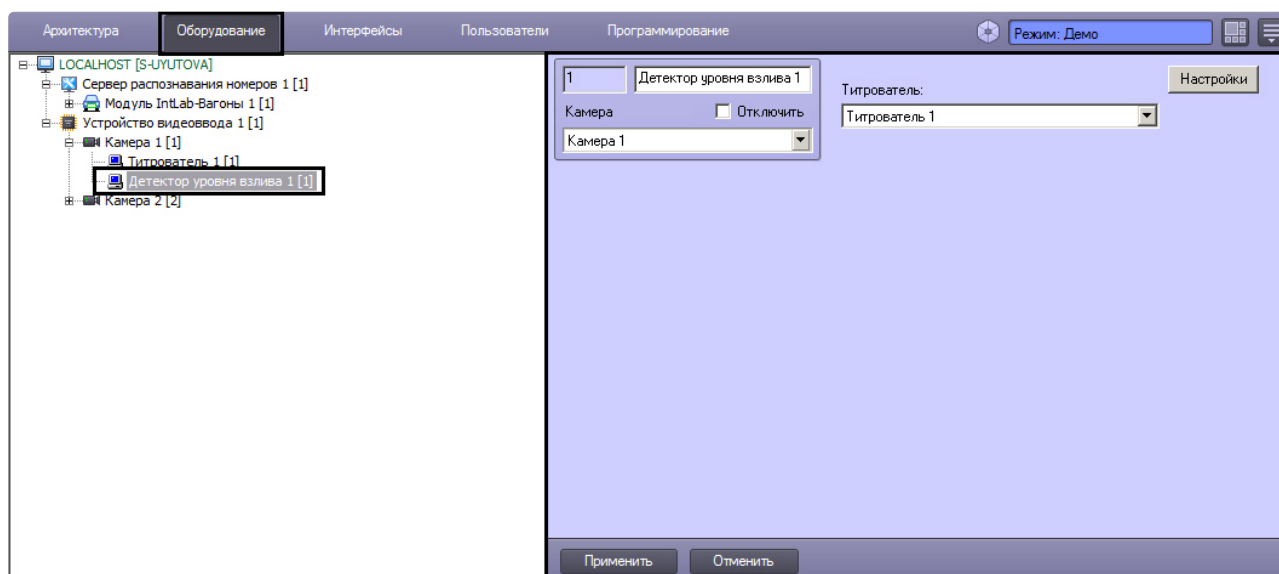 Архитектура Оборудование Интерфейсы Пользователи Программирование Режим: Демо
LOCALHOST [S-UYUTOVA]
Сервер распознавания номеров 1 [1]
Модуль IntLab-Вагоны 1 [1]
Устройство видеоввода 1 [1]
Камера 1 [1]
Титрователь 1 [1]
Детектор уровня взлива 1 [1]
Камера 2 [2]
1 Детектор уровня взлива 1
Камера Отключить
Камера 1
Титрователь:
Титрователь 1
Настройки
Применить Отменить